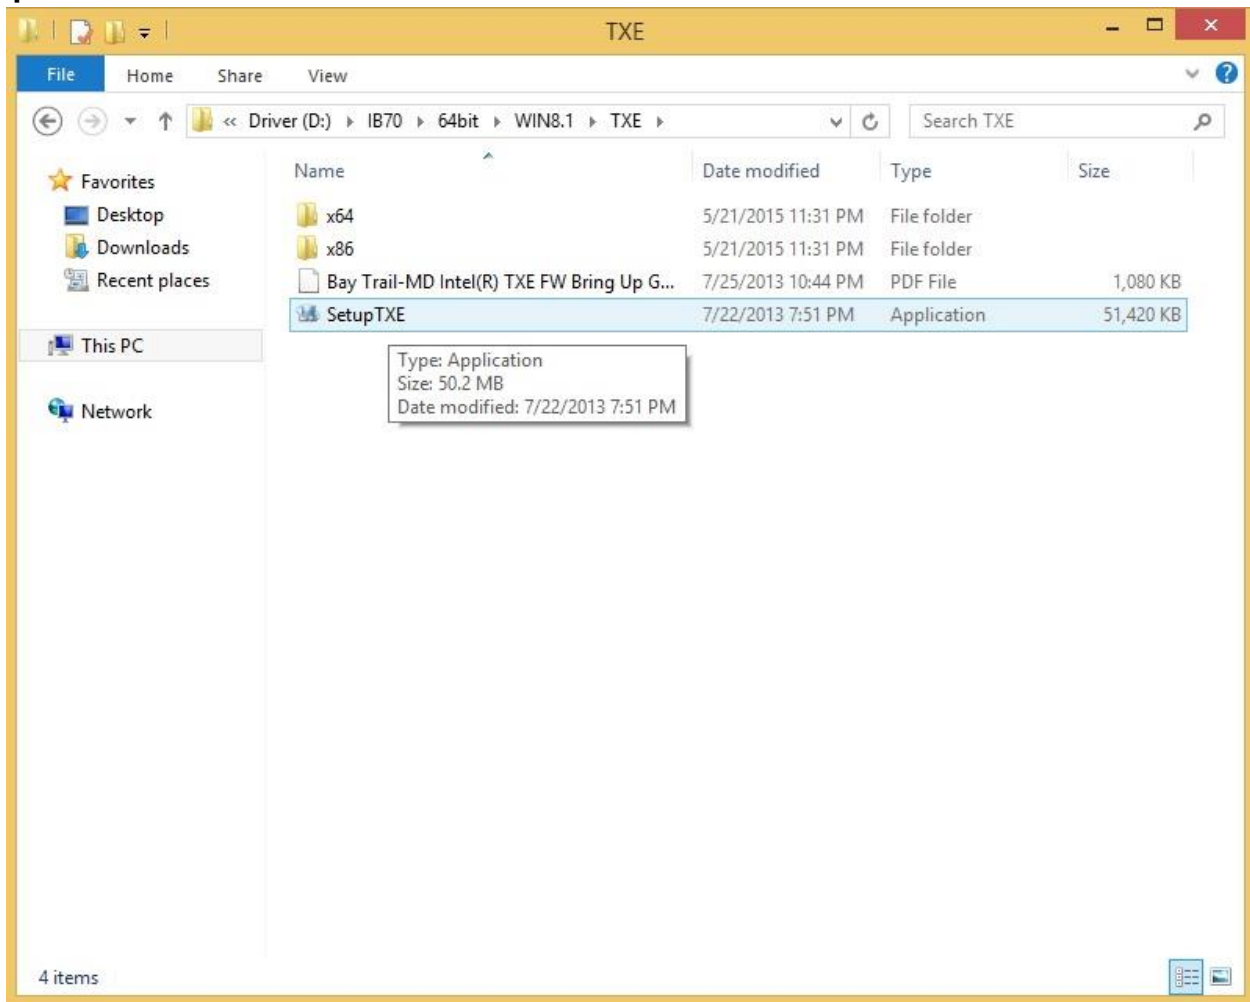 TXE
File Home Share View
« Driver (D:) IB70 64bit WIN8.1 TXE Search TXE
Name Date modified Type Size
Favorites
Desktop
Downloads
Recent places
This PC
Network
x64 5/21/2015 11:31 PM File folder
x86 5/21/2015 11:31 PM File folder
Bay Trail-MD Intel(R) TXE FW Bring Up G... 7/25/2013 10:44 PM PDF File 1,080 KB
SetupTXE 7/22/2013 7:51 PM Application 51,420 KB
Type: Application
Size: 50.2 MB
Date modified: 7/22/2013 7:51 PM
4 items